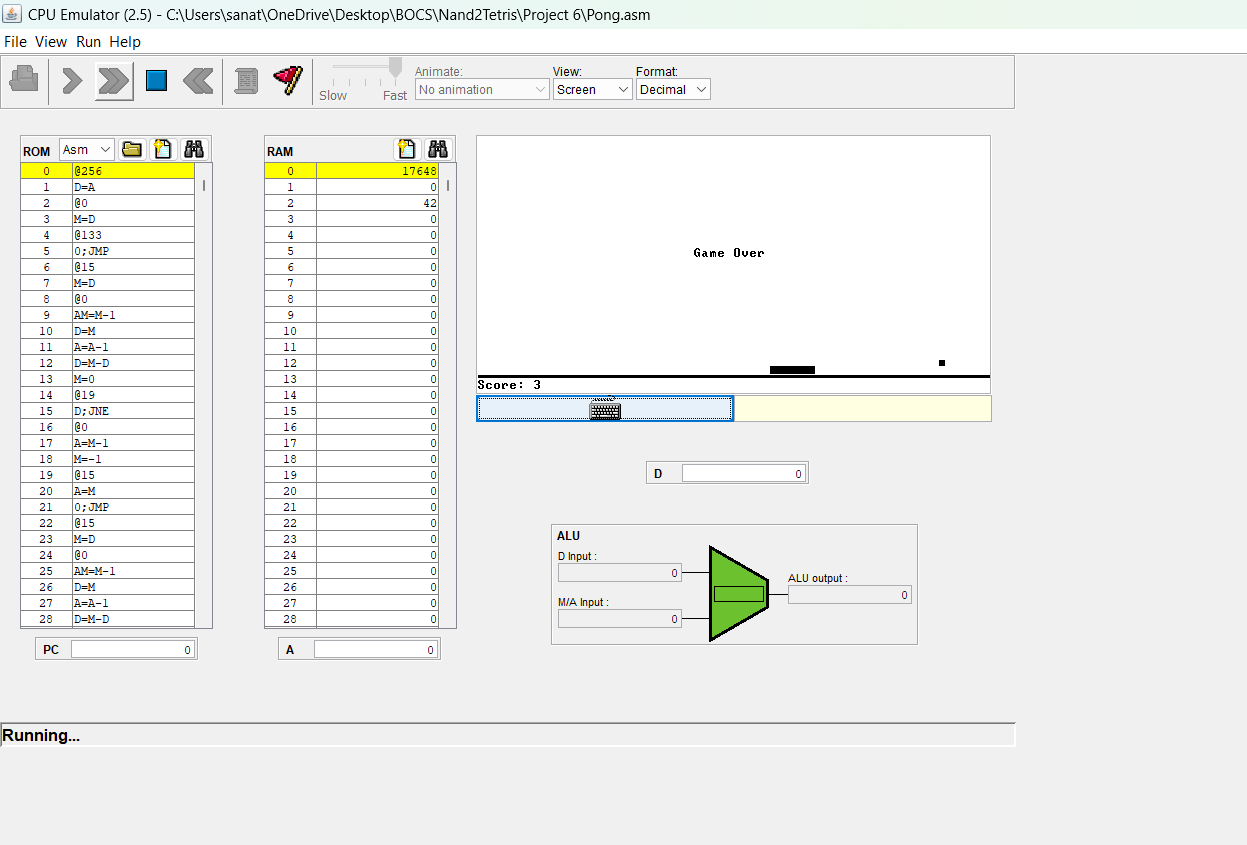 CPU Emulator (2.5) - C:\Users\sanat\OneDrive\Desktop\BOCS\Nand2Tetris\Project 6\Pong.asm
File View Run Help
Slow Fast
Animate:
No animation
View:
Screen
Format:
Decimal
ROM Asm
0 @256
1 D=A
2 @0
3 M=D
4 @133
5 0;JMP
6 @15
7 M=D
8 @0
9 AM=M-1
10 D=M
11 A=A-1
12 D=M-D
13 M=0
14 @19
15 D;JNE
16 @0
17 A=M-1
18 M=-1
19 @15
20 A=M
21 0;JMP
22 @15
23 M=D
24 @0
25 AM=M-1
26 D=M
27 A=A-1
28 D=M-D
PC 0
RAM
0 17648
1 0
2 42
3 0
4 0
5 0
6 0
7 0
8 0
9 0
10 0
11 0
12 0
13 0
14 0
15 0
16 0
17 0
18 0
19 0
20 0
21 0
22 0
23 0
24 0
25 0
26 0
27 0
28 0
A 0
Game Over
Score: 3
D 0
ALU
D Input :
0
M/A Input :
0
ALU output :
0
Running...